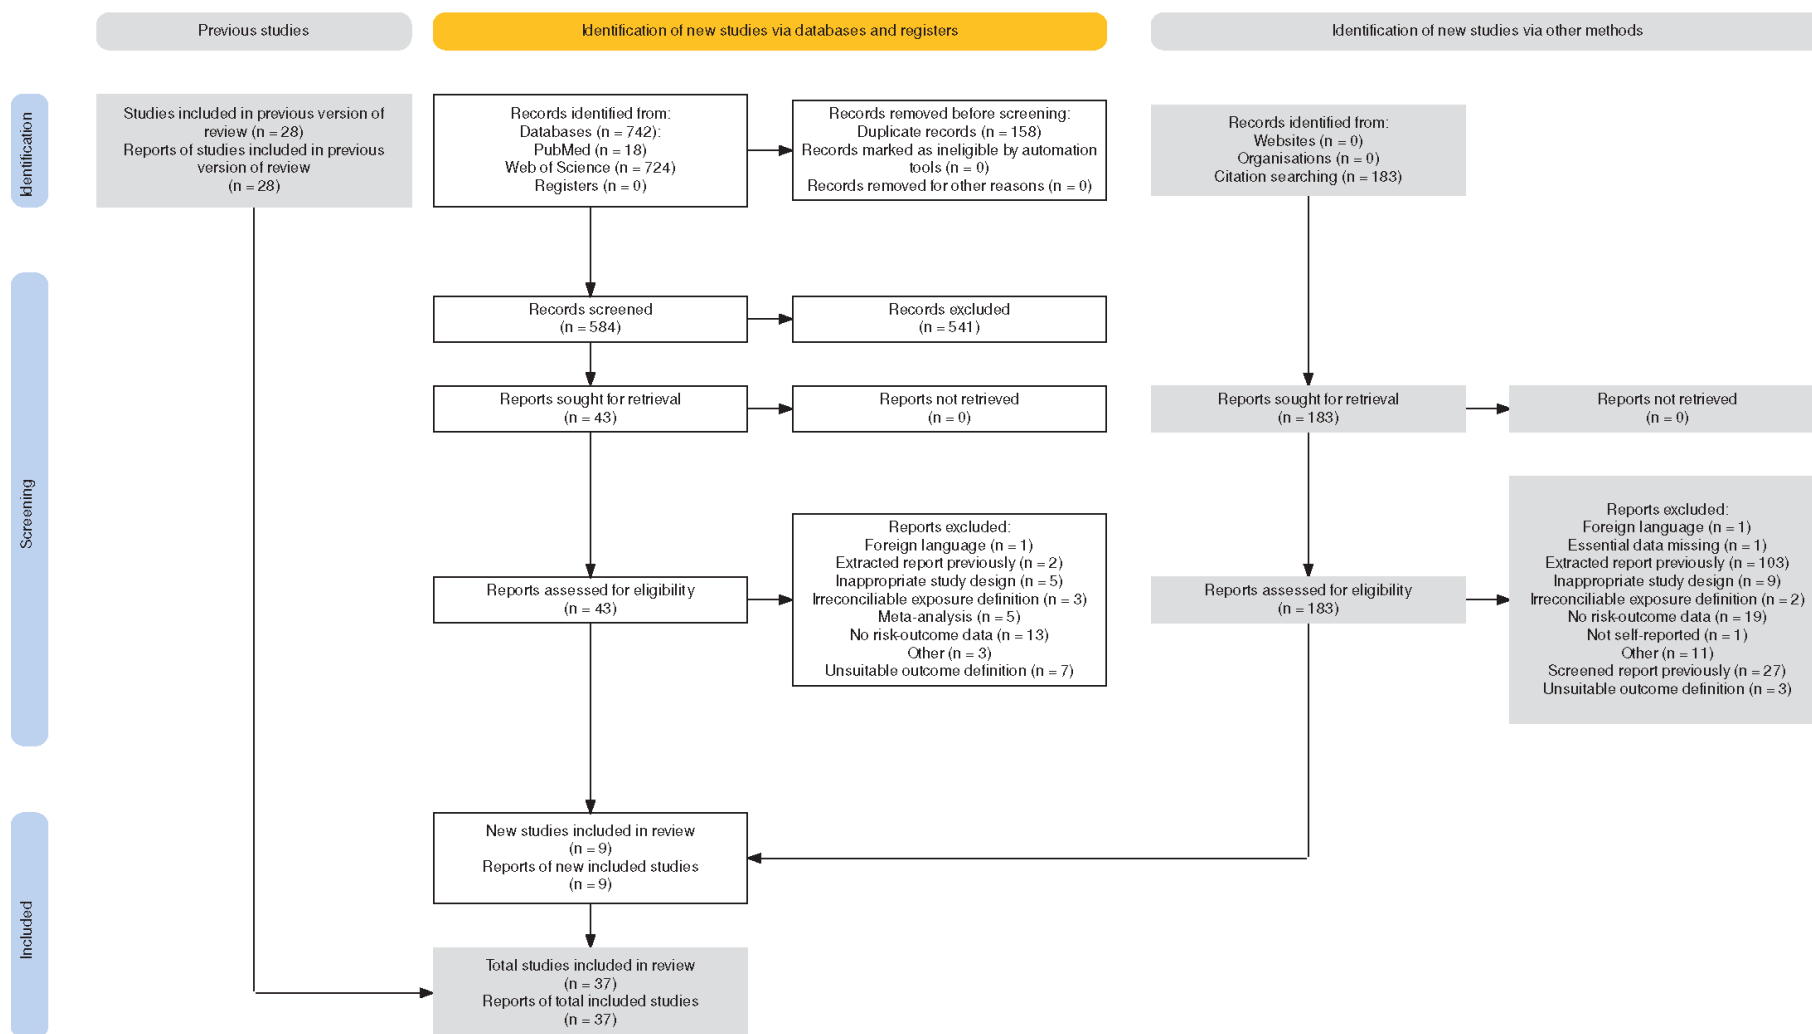 Previous studies
Identification of new studies via databases and registers
Identification of new studies via other methods
Identification
Studies included in previous version of
review (n = 28)
Reports of studies included in previous
version of review
(n = 28)
Records identified from:
Databases (n = 742):
PubMed (n = 18)
Web of Science (n = 724)
Registers (n = 0)
Records removed before screening:
Duplicate records (n = 158)
Records marked as ineligible by automation
tools (n = 0)
Records removed for other reasons (n = 0)
Records identified from:
Websites (n = 0)
Organisations (n = 0)
Citation searching (n = 183)
Screening
Records screened
(n = 584)
Records excluded
(n = 541)
Reports sought for retrieval
(n = 43)
Reports not retrieved
(n = 0)
Reports sought for retrieval
(n = 183)
Reports not retrieved
(n = 0)
Reports assessed for eligibility
(n = 43)
Reports excluded:
Foreign language (n = 1)
Extracted report previously (n = 2)
Inappropriate study design (n = 5)
Irreconciliable exposure definition (n = 3)
Meta-analysis (n = 5)
No risk-outcome data (n = 13)
Other (n = 3)
Unsuitable outcome definition (n = 7)
Reports assessed for eligibility
(n = 183)
Reports excluded:
Foreign language (n = 1)
Essential data missing (n = 1)
Extracted report previously (n = 103)
Inappropriate study design (n = 9)
Irreconciliable exposure definition (n = 2)
No risk-outcome data (n = 19)
Not self-reported (n = 1)
Other (n = 11)
Screened report previously (n = 27)
Unsuitable outcome definition (n = 3)
Included
New studies included in review
(n = 9)
Reports of new included studies
(n = 9)
Total studies included in review
(n = 37)
Reports of total included studies
(n = 37)